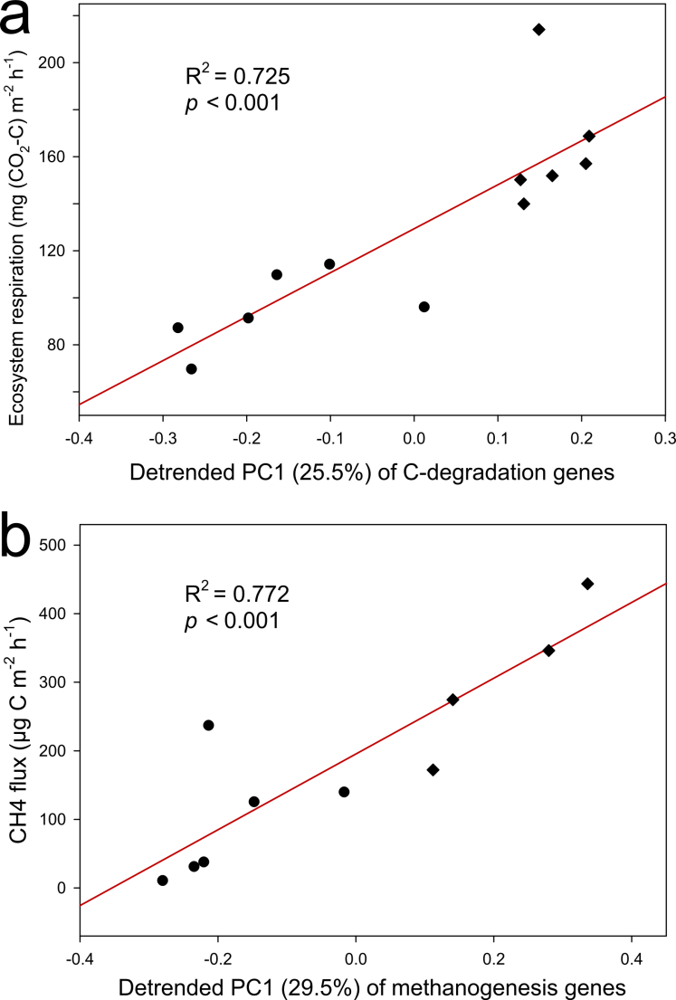 a
R² = 0.725
p < 0.001
Ecosystem respiration (mg (CO₂-C) m⁻² h⁻¹)
200
160
120
80
-0.4 -0.3 -0.2 -0.1 0.0 0.1 0.2 0.3
Detrended PC1 (25.5%) of C-degradation genes
b
R² = 0.772
p < 0.001
CH4 flux (µg C m⁻² h⁻¹)
500
400
300
200
100
0
-0.4 -0.2 0.0 0.2 0.4
Detrended PC1 (29.5%) of methanogenesis genes